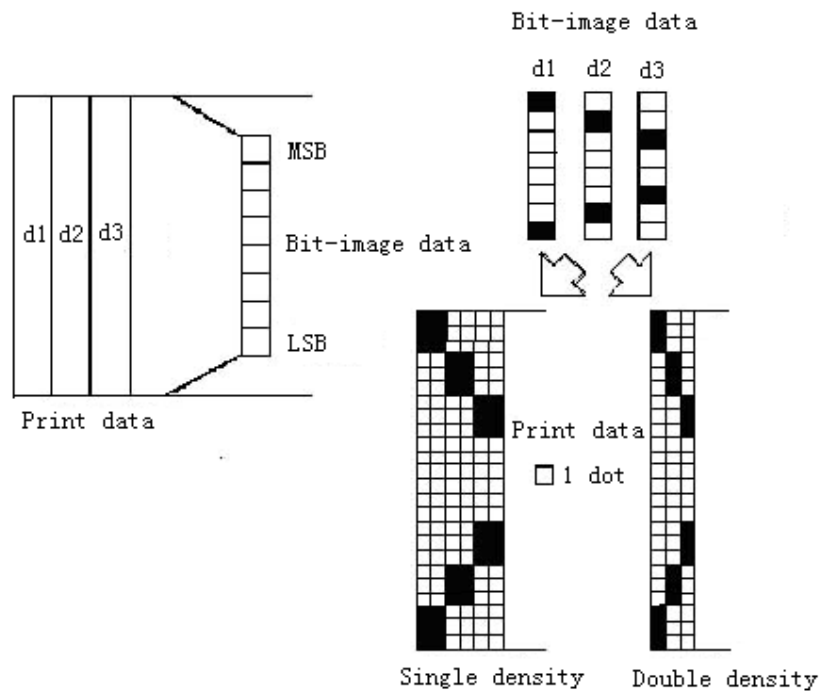 Bit-image data
d1 d2 d3
MSB
d1 d2 d3
Bit-image data
LSB
Print data
Print data
1 dot
Single density
Double density